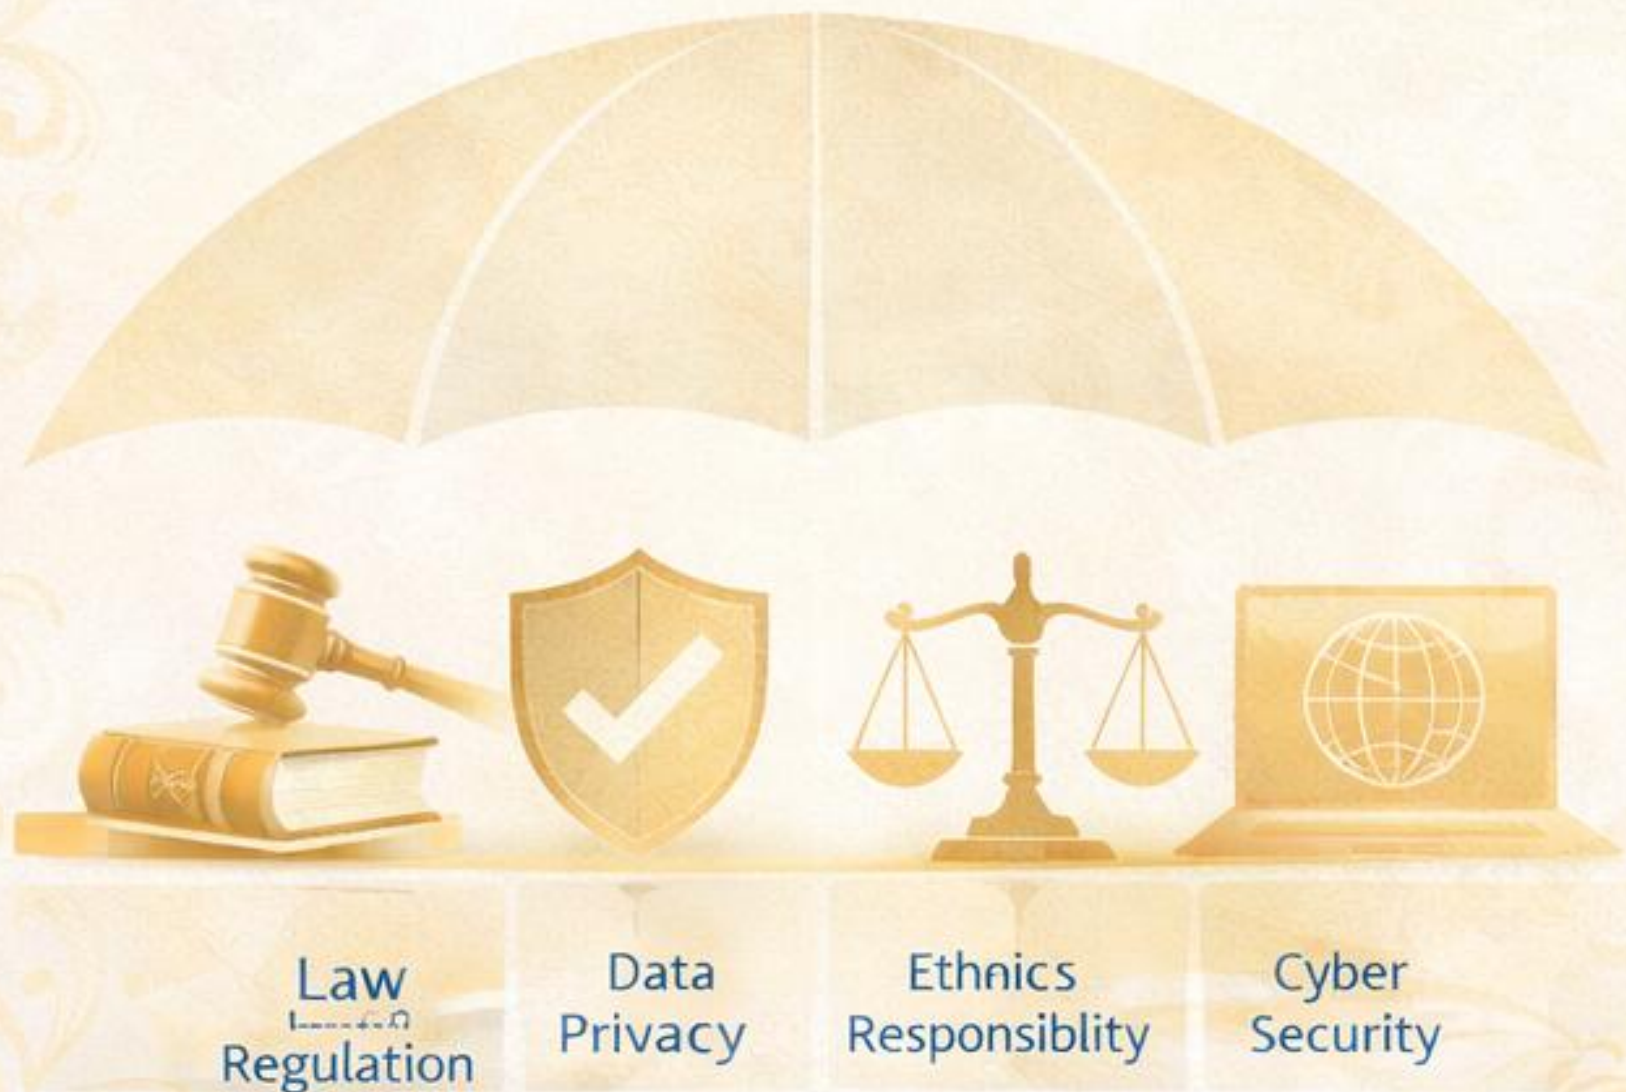 Law
Regulation
Data
Privacy
Ethnics
Responsiblity
Cyber
Security